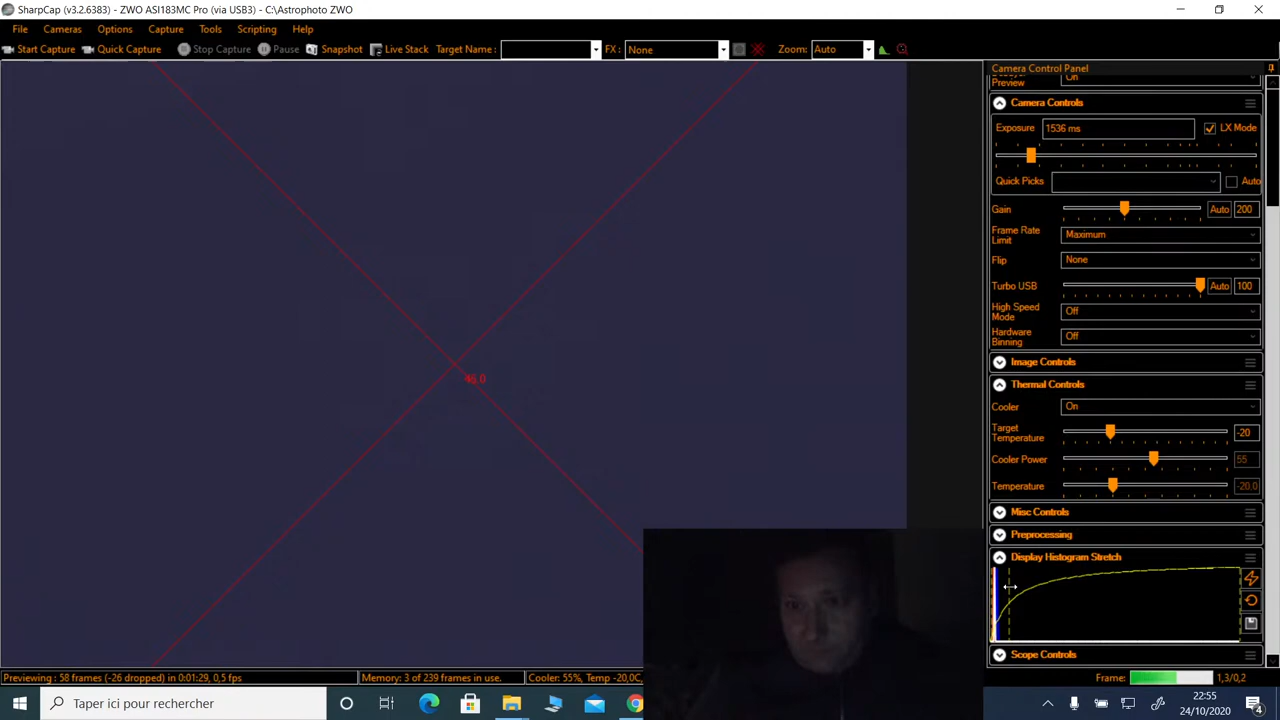 SharpCap (v3.2.6383) - ZWO ASI183MC Pro (via USB3) - C:\Astrophoto ZWO
File Cameras Options Capture Tools Scripting Help
Start Capture Quick Capture Stop Capture Pause Snapshot Live Stack Target Name : FX : None Zoom: Auto
Camera Control Panel
Preview On
Camera Controls
Exposure 1536 ms LX Mode
Quick Picks Auto
Gain Auto 200
Frame Rate Limit Maximum
Flip None
Turbo USB Auto 100
High Speed Mode Off
Hardware Binning Off
Image Controls
Thermal Controls
Cooler On
Target Temperature -20
Cooler Power 55
Temperature -20,0
Misc Controls
Preprocessing
Display Histogram Stretch
Scope Controls
Previewing : 58 frames (-26 dropped) in 0:01:29, 0,5 fps Memory: 3 of 239 frames in use. Cooler: 55%, Temp -20,0C, Frame: 1,3/0,2
Taper ici pour rechercher
22:55
24/10/2020
4